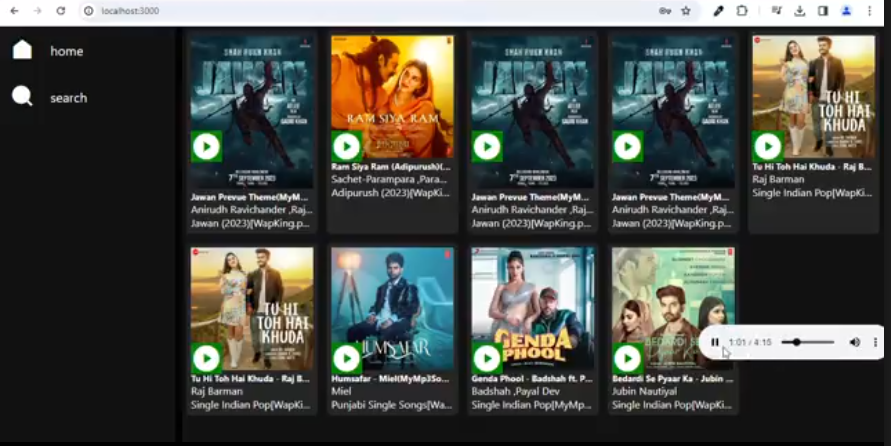 localhost:3000
home
search
SHAH RUKH KHAN
JAWAN
7TH SEPTEMBER 2023
Jawan Prevue Theme(MyM...
Anirudh Ravichander ,Raj...
Jawan (2023)[WapKing.p...
RAM SIYA RAM
Ram Siya Ram (Adipurush)(...
Sachet-Parampara ,Para...
Adipurush (2023)[WapKi...
SHAH RUKH KHAN
JAWAN
7TH SEPTEMBER 2023
Jawan Prevue Theme(MyM...
Anirudh Ravichander ,Raj...
Jawan (2023)[WapKing.p...
SHAH RUKH KHAN
JAWAN
7TH SEPTEMBER 2023
Jawan Prevue Theme(MyM...
Anirudh Ravichander ,Raj...
Jawan (2023)[WapKing.p...
TU HI
TOH HAI
KHUDA
Tu Hi Toh Hai Khuda - Raj B...
Raj Barman
Single Indian Pop[WapKi...
TU HI
TOH HAI
KHUDA
Tu Hi Toh Hai Khuda - Raj B...
Raj Barman
Single Indian Pop[WapKi...
HUMSAFAR
Humsafar - Miel(MyMp3So...
Miel
Punjabi Single Songs[Wa...
GENDA
PHOOL
Genda Phool - Badshah ft. P...
Badshah ,Payal Dev
Single Indian Pop[MyMp...
Bedardi Se Pyaar Ka - Jubin ...
Jubin Nautiyal
Single Indian Pop[WapKi...
1:01 / 4:15